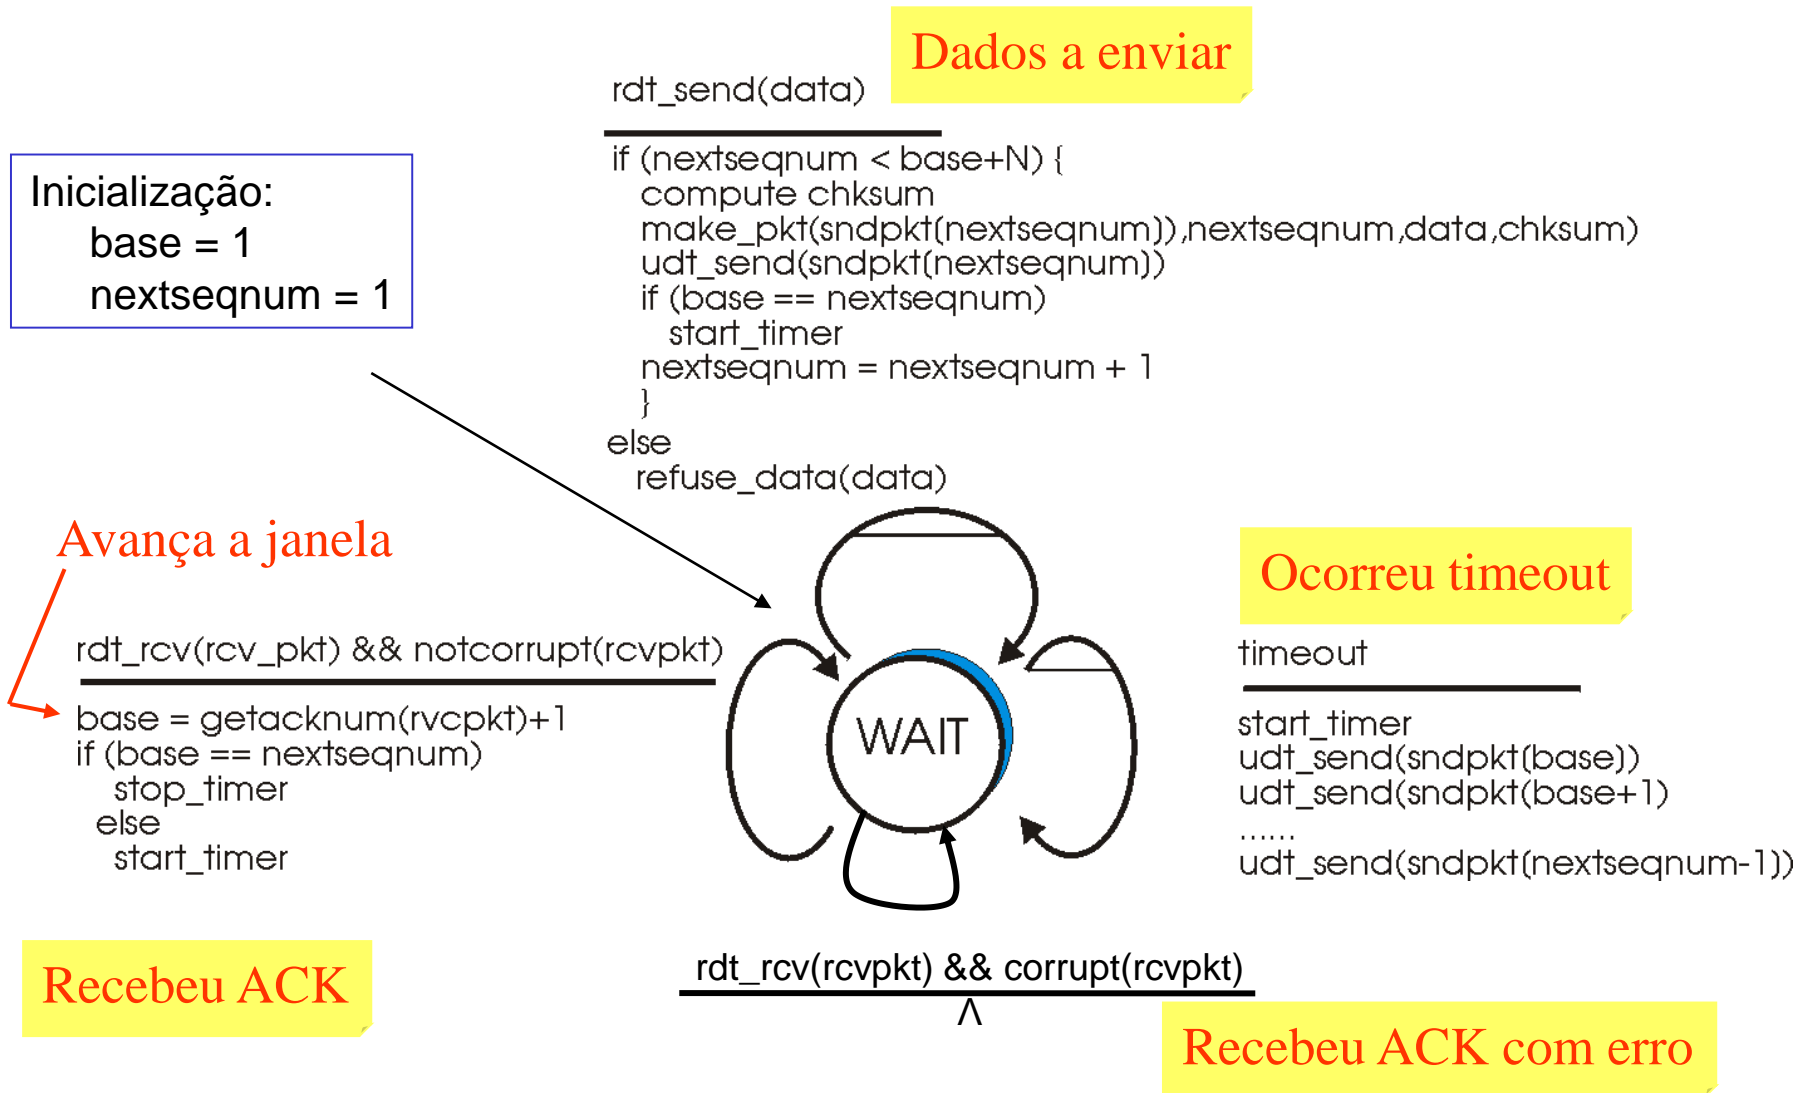 Dados a enviar
rdt_send(data)
if (nextseqnum < base+N) {
compute chksum
make_pkt(sndpkt(nextseqnum)),nextseqnum,data,chksum)
udt_send(sndpkt(nextseqnum))
if (base == nextseqnum)
start_timer
nextseqnum = nextseqnum + 1
}
else
refuse_data(data)
Inicialização:
base = 1
nextseqnum = 1
Avança a janela
rdt_rcv(rcv_pkt) && notcorrupt(rcvpkt)
base = getacknum(rvcpkt)+1
if (base == nextseqnum)
stop_timer
else
start_timer
Recebeu ACK
WAIT
Ocorreu timeout
timeout
start_timer
udt_send(sndpkt(base))
udt_send(sndpkt(base+1)
......
udt_send(sndpkt(nextseqnum-1))
rdt_rcv(rcvpkt) && corrupt(rcvpkt)
Λ
Recebeu ACK com erro